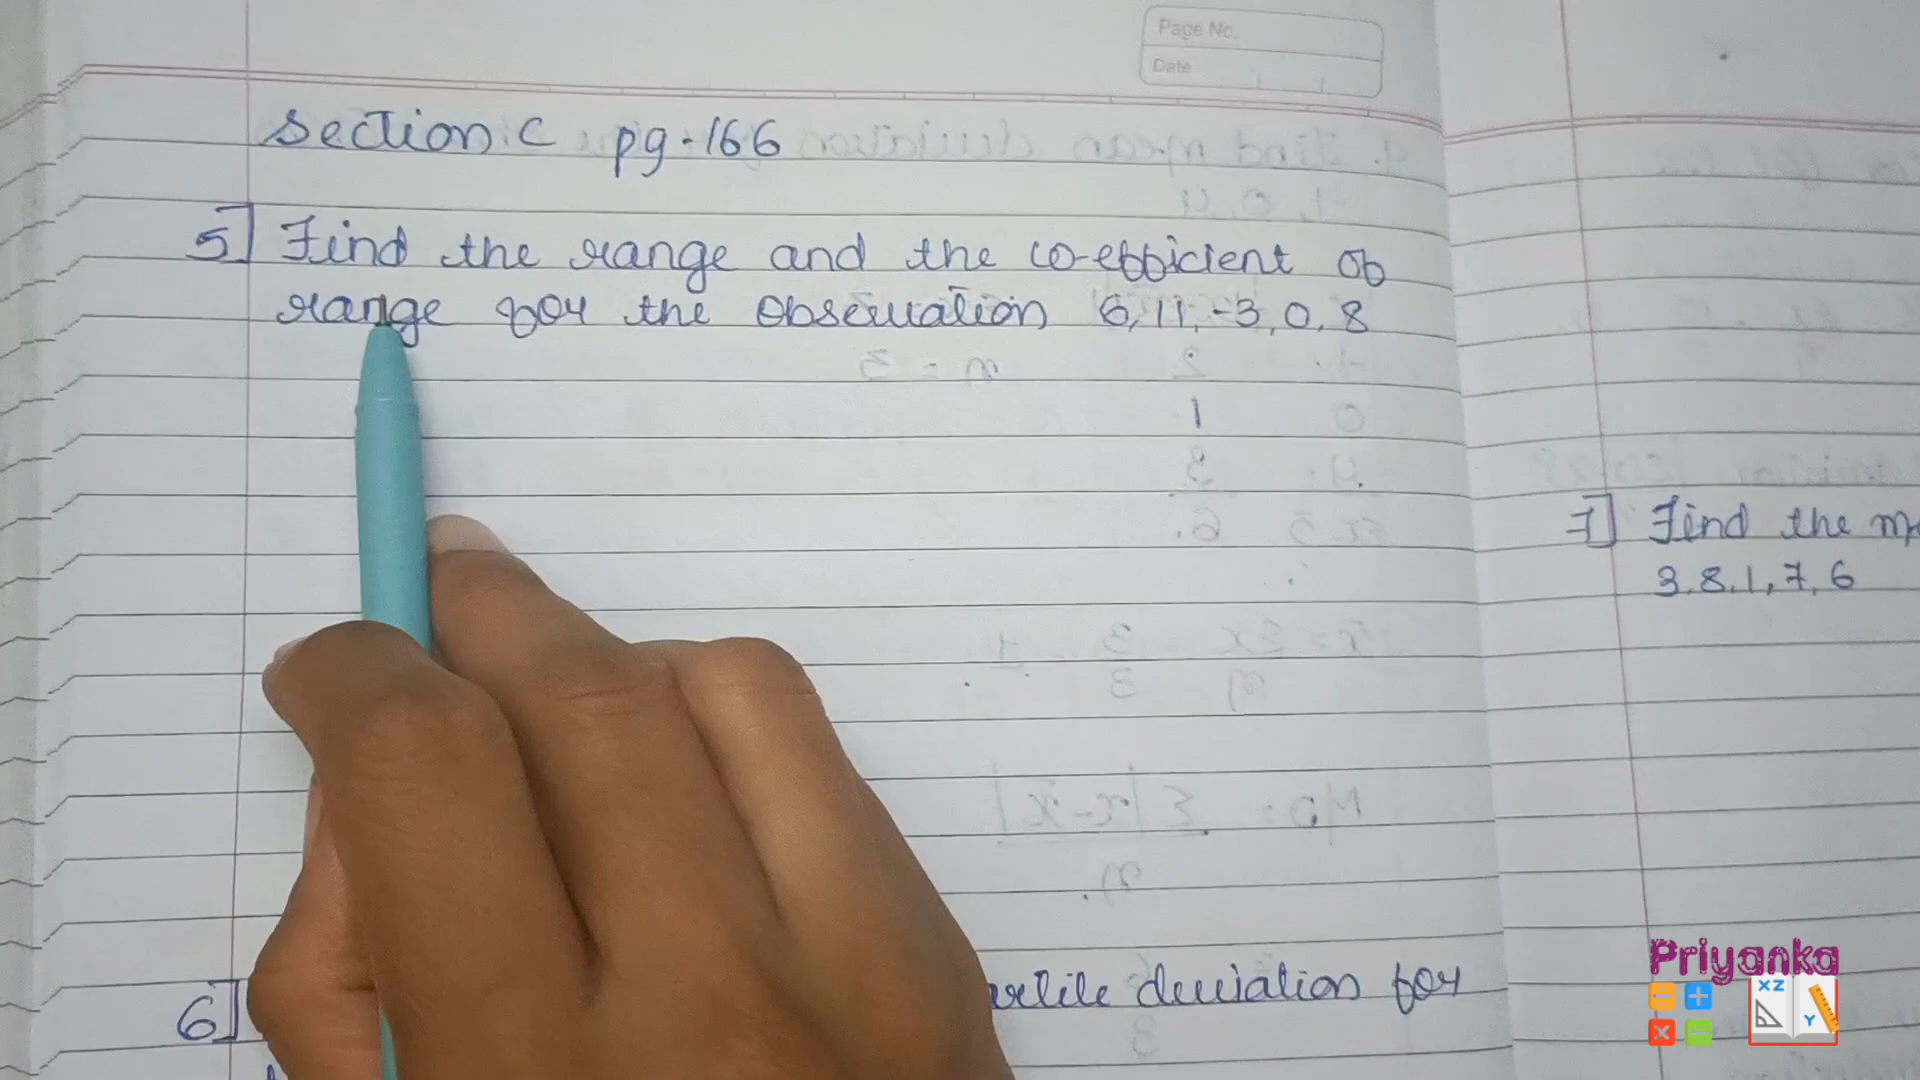 Page No.
Date
Section C pg.166
5] Find the range and the co-efficient of
range for the observation 6, 11, -3, 0, 8
7] Find the
3, 8, 1, 7, 6
6] deviation for
Priyanka
XZ
Y